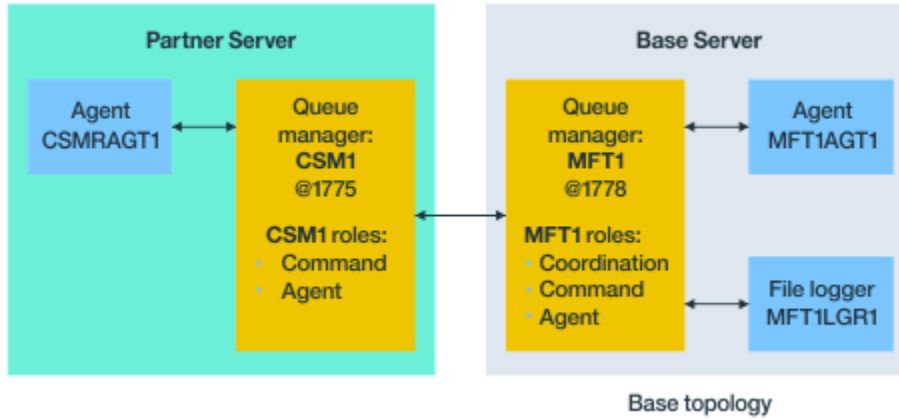 Partner Server
Agent
CSMRAGT1
Queue
manager:
CSM1
@1775
CSM1 roles:
· Command
· Agent
Base Server
Queue
manager:
MFT1
@1778
MFT1 roles:
· Coordination
· Command
· Agent
Agent
MFT1AGT1
File logger
MFT1LGR1
Base topology